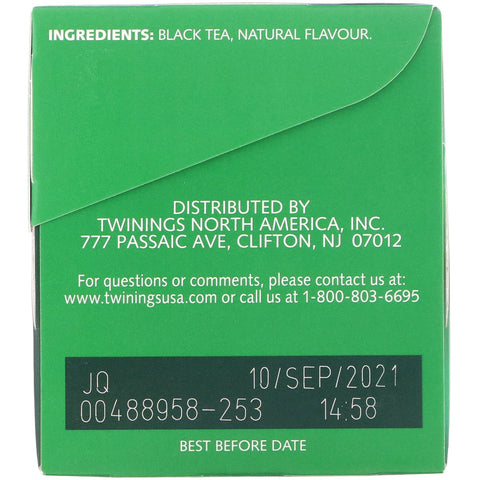 INGREDIENTS: BLACK TEA, NATURAL FLAVOUR.
DISTRIBUTED BY
TWININGS NORTH AMERICA, INC.
777 PASSAIC AVE, CLIFTON, NJ 07012
For questions or comments, please contact us at:
www.twiningsusa.com or call us at 1-800-803-6695
JQ 10/SEP/2021
00488958-253 14:58
BEST BEFORE DATE